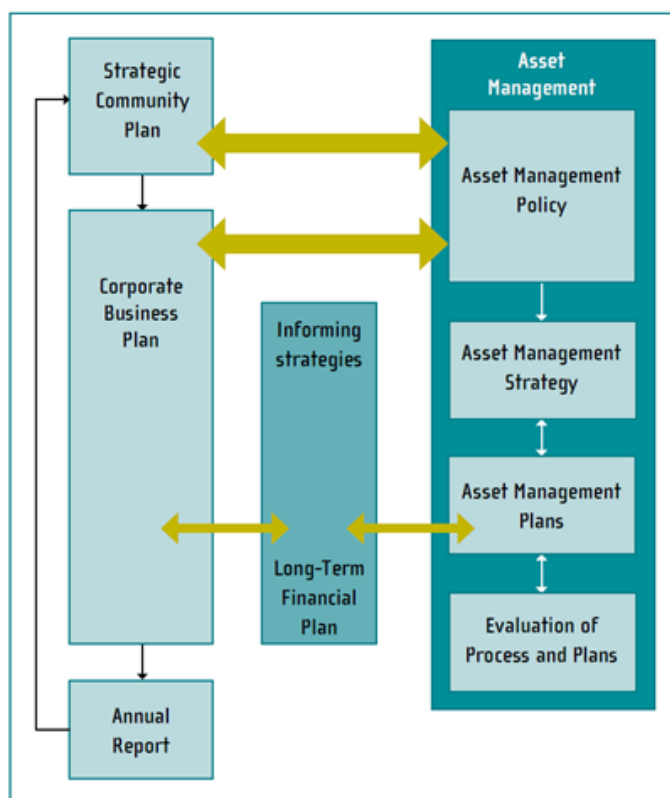 Strategic
Community
Plan
Corporate
Business
Plan
Annual
Report
Informing
strategies
Long-Term
Financial
Plan
Asset
Management
Asset Management
Policy
Asset Management
Strategy
Asset Management
Plans
Evaluation of
Process and Plans